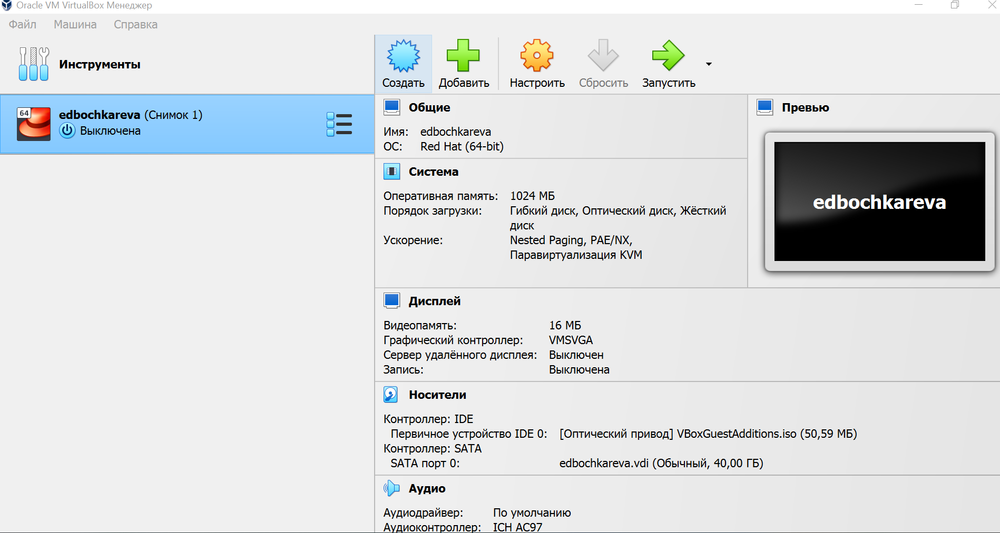 Oracle VM VirtualBox Менеджер
Файл Машина Справка
Инструменты
Создать Добавить Настроить Сбросить Запустить
64
edbochkareva (Снимок 1)
Выключена
Общие
Имя: edbochkareva
ОС: Red Hat (64-bit)
Превью
edbochkareva
Система
Оперативная память: 1024 МБ
Порядок загрузки: Гибкий диск, Оптический диск, Жёсткий
диск
Ускорение: Nested Paging, PAE/NX,
Паравиртуализация KVM
Дисплей
Видеопамять: 16 МБ
Графический контроллер: VMSVGA
Сервер удалённого дисплея: Выключен
Запись: Выключена
Носители
Контроллер: IDE
Первичное устройство IDE 0: [Оптический привод] VBoxGuestAdditions.iso (50,59 МБ)
Контроллер: SATA
SATA порт 0: edbochkareva.vdi (Обычный, 40,00 ГБ)
Аудио
Аудиодрайвер: По умолчанию
Аудиоконтроллер: ICH AC97